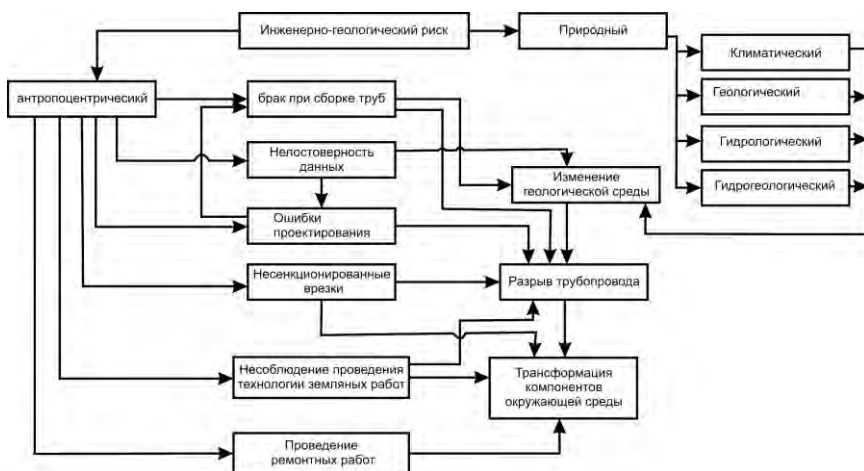 Инженерно-геологический риск
Природный
Климатический
антропоцентричесикй
брак при сборке труб
Геологический
Нелостоверность
данных
Гидрологический
Изменение
геологической среды
Гидрогеологический
Ошибки
проектирования
Несенкционированные
врезки
Разрыв трубопровода
Несоблюдение проведения
технологии земляных работ
Трансформация
компонентов
окружающей среды
Проведение
ремонтных работ